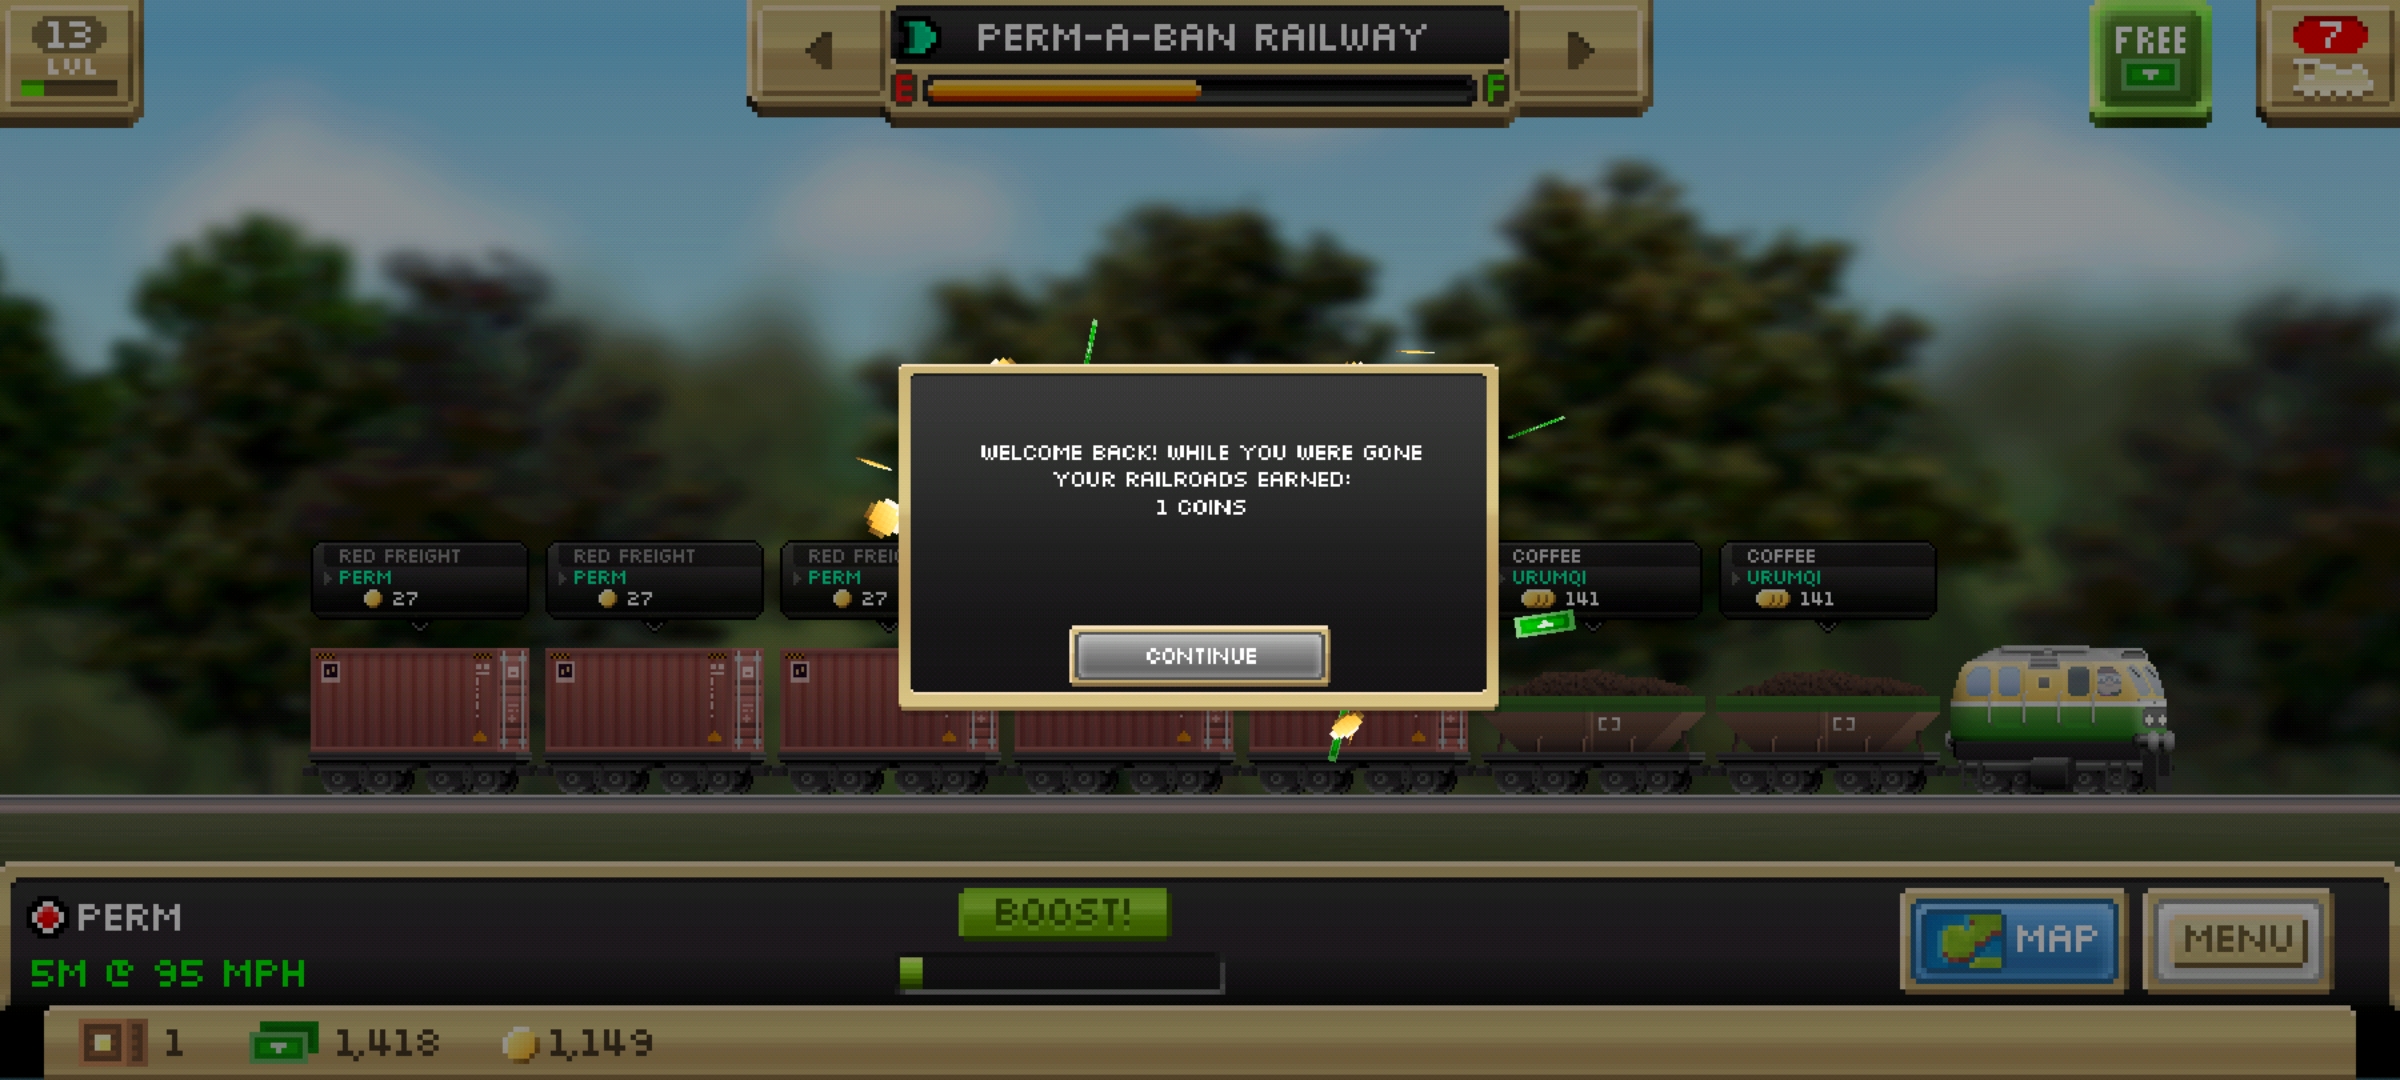 13
LVL
PERM-A-BAN RAILWAY
E
F
FREE
7
WELCOME BACK! WHILE YOU WERE GONE
YOUR RAILROADS EARNED:
1 COINS
CONTINUE
RED FREIGHT
PERM
27
RED FREIGHT
PERM
27
RED FREI
PERM
27
COFFEE
URUMQI
141
COFFEE
URUMQI
141
PERM
5M @ 95 MPH
BOOST!
MAP
MENU
1
1,418
1,149